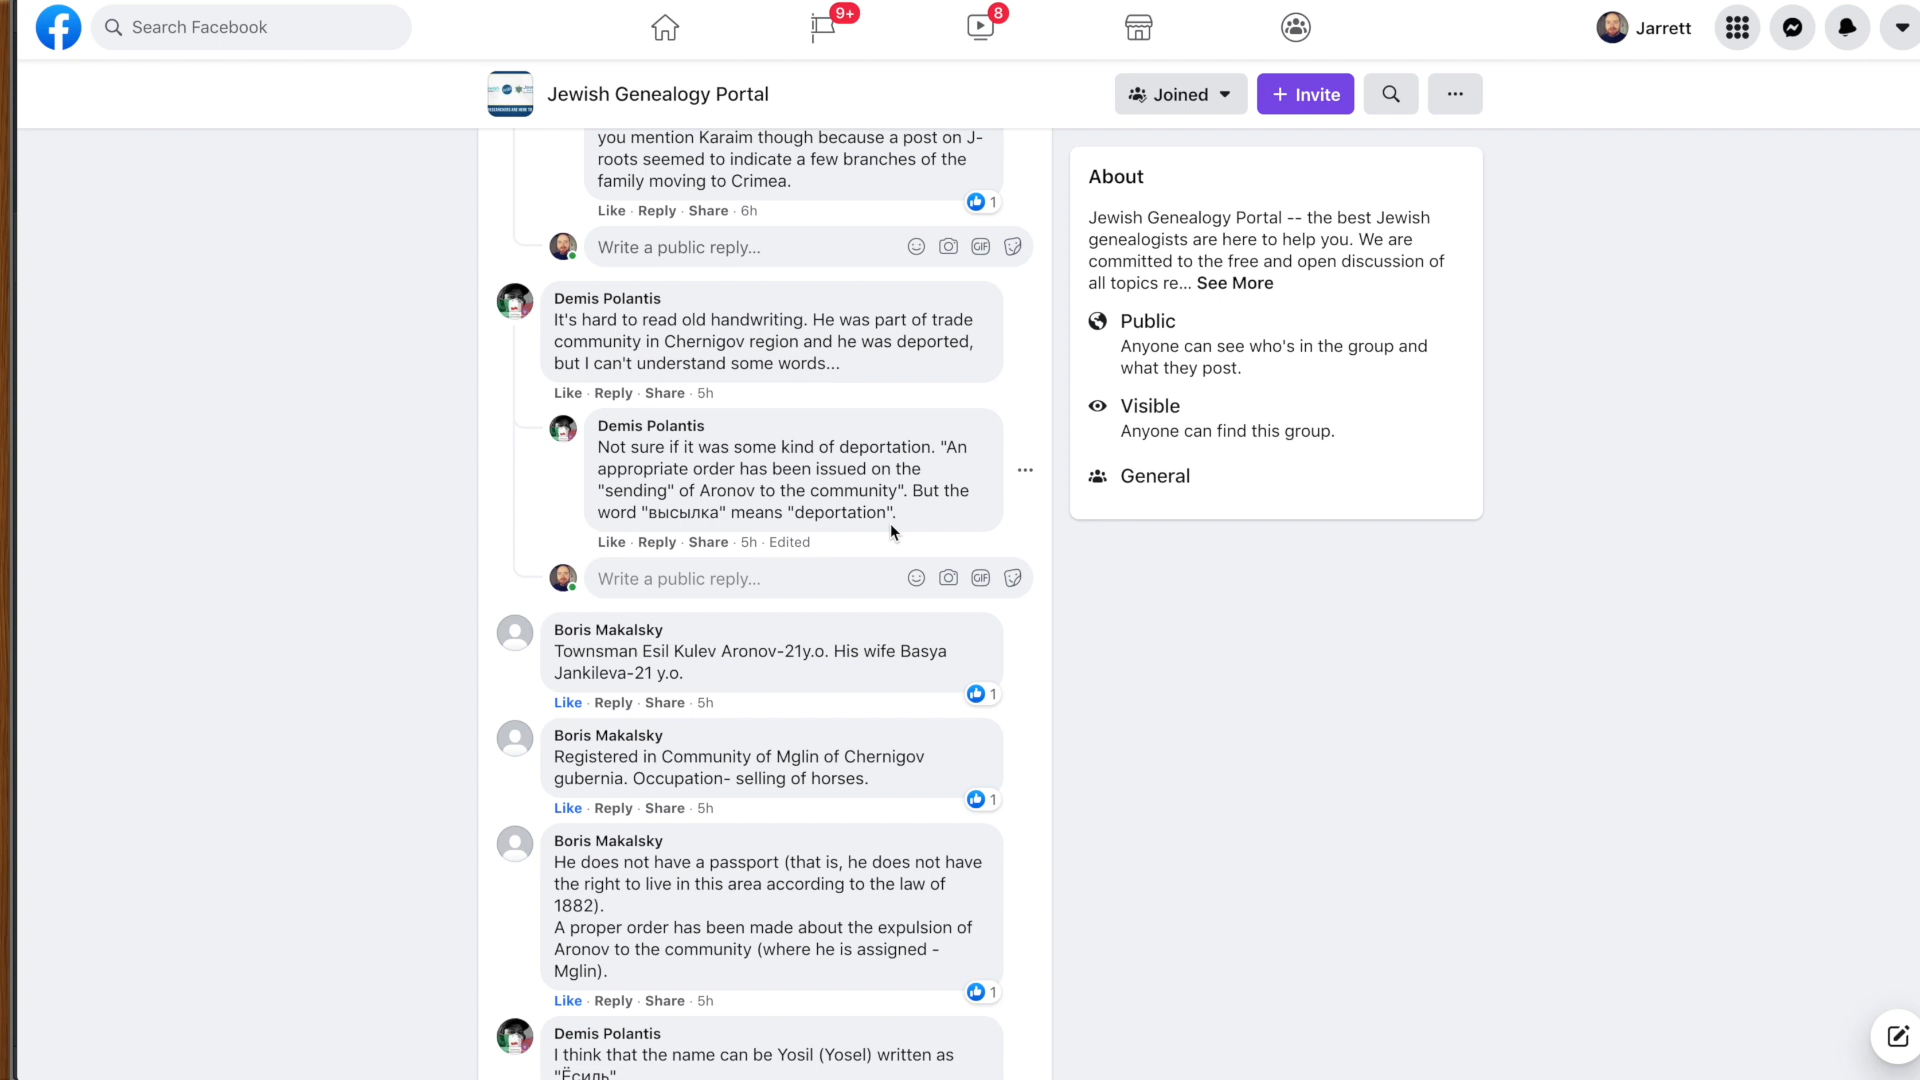 Search Facebook
9+
8
Jarrett
Jewish Genealogy Portal
Joined
+ Invite
...
you mention Karaim though because a post on J-
roots seemed to indicate a few branches of the
family moving to Crimea.
1
Like · Reply · Share · 6h
Write a public reply...
GIF
Demis Polantis
It's hard to read old handwriting. He was part of trade
community in Chernigov region and he was deported,
but I can't understand some words...
Like · Reply · Share · 5h
Demis Polantis
Not sure if it was some kind of deportation. "An
appropriate order has been issued on the
"sending" of Aronov to the community". But the
word "высылка" means "deportation".
Like · Reply · Share · 5h · Edited
Write a public reply...
GIF
Boris Makalsky
Townsman Esil Kulev Aronov-21y.o. His wife Basya
Jankileva-21 y.o.
1
Like · Reply · Share · 5h
Boris Makalsky
Registered in Community of Mglin of Chernigov
gubernia. Occupation- selling of horses.
1
Like · Reply · Share · 5h
Boris Makalsky
He does not have a passport (that is, he does not have
the right to live in this area according to the law of
1882).
A proper order has been made about the expulsion of
Aronov to the community (where he is assigned -
Mglin).
1
Like · Reply · Share · 5h
Demis Polantis
I think that the name can be Yosil (Yosel) written as
"Ёсиль"
About
Jewish Genealogy Portal -- the best Jewish
genealogists are here to help you. We are
committed to the free and open discussion of
all topics re... See More
Public
Anyone can see who's in the group and
what they post.
Visible
Anyone can find this group.
General